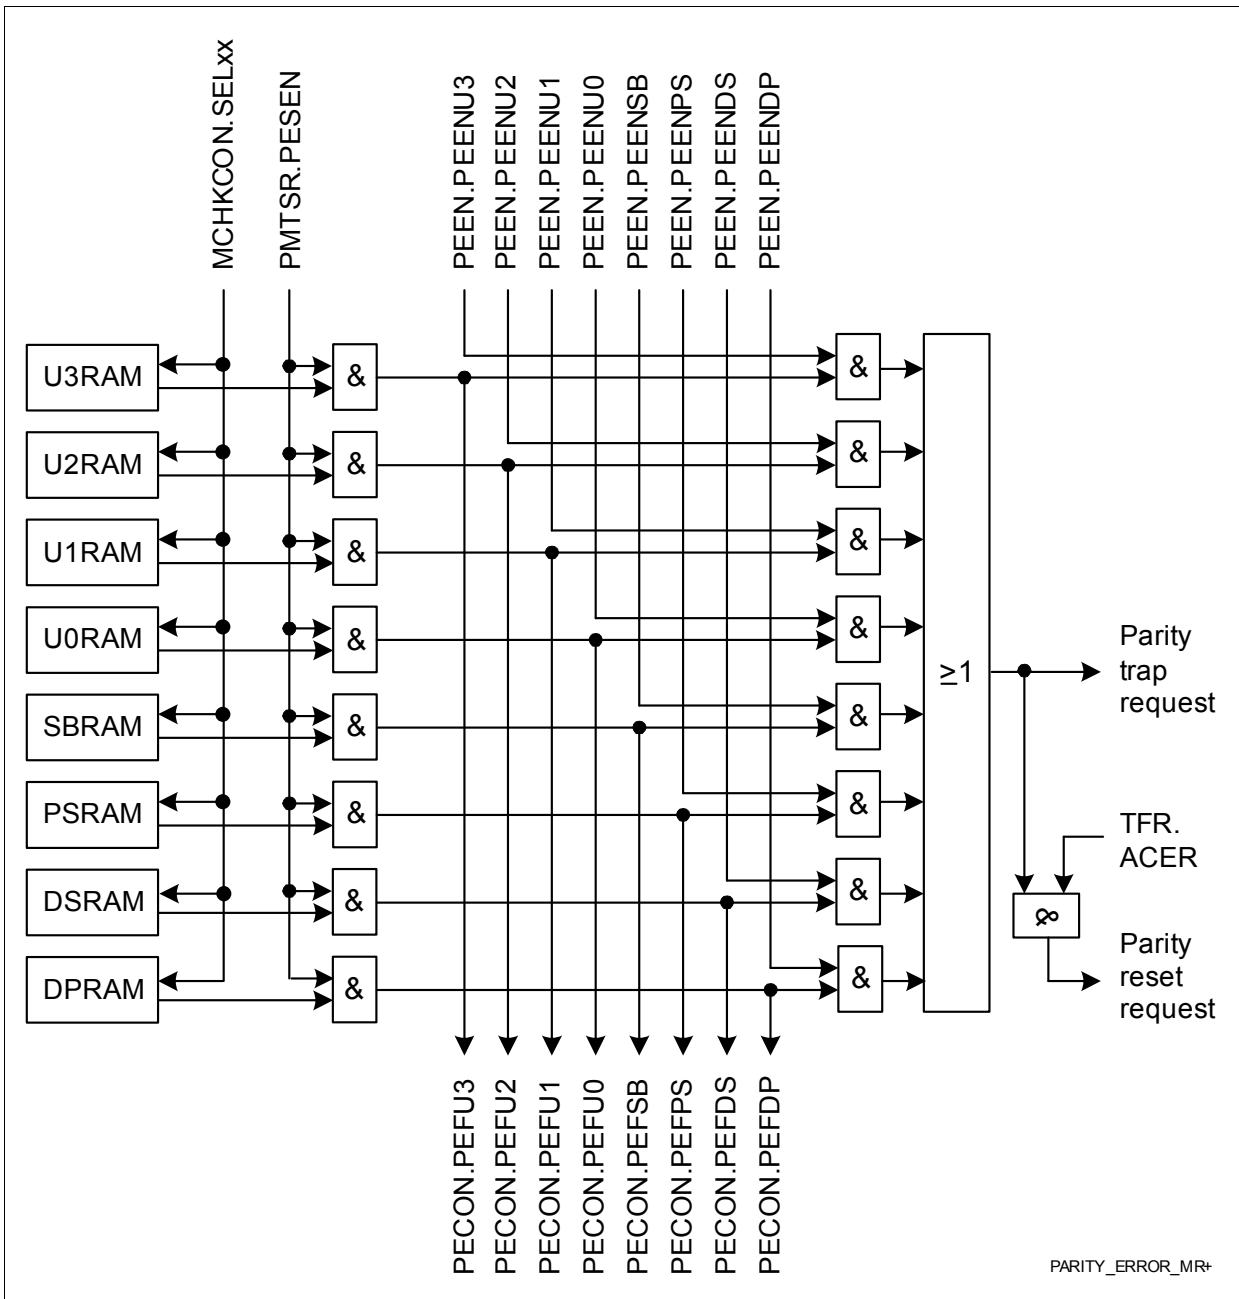 MCHKCON.SELxx
PMTSR.PESEN
PEEN.PEENU3
PEEN.PEENU2
PEEN.PEENU1
PEEN.PEENU0
PEEN.PEENSB
PEEN.PEENPS
PEEN.PEENDS
PEEN.PEENDP
U3RAM
&
&
U2RAM
&
&
U1RAM
&
&
U0RAM
&
&
SBRAM
&
&
PSRAM
&
&
DSRAM
&
&
DPRAM
&
&
≥1
Parity
trap
request
TFR.
ACER
&
Parity
reset
request
PECON.PEFU3
PECON.PEFU2
PECON.PEFU1
PECON.PEFU0
PECON.PEFSB
PECON.PEFPS
PECON.PEFDS
PECON.PEFDP
PARITY_ERROR_MR+